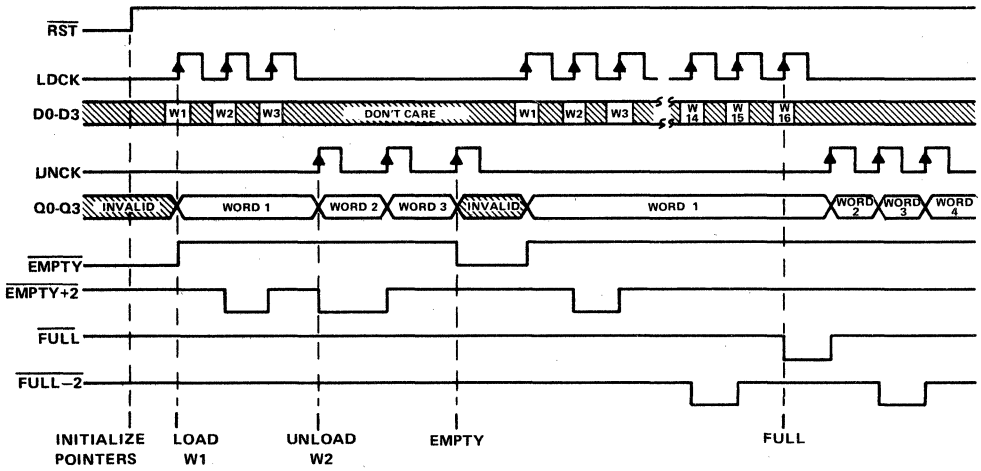 RST
LDCK
D0-D3 W1 W2 W3 DON'T CARE W1 W2 W3 W 14 W 15 W 16
UNCK
Q0-Q3 INVALID WORD 1 WORD 2 WORD 3 INVALID WORD 1 WORD 2 WORD 3 WORD 4
EMPTY
EMPTY+2
FULL
FULL–2
INITIALIZE POINTERS
LOAD W1
UNLOAD W2
EMPTY
FULL